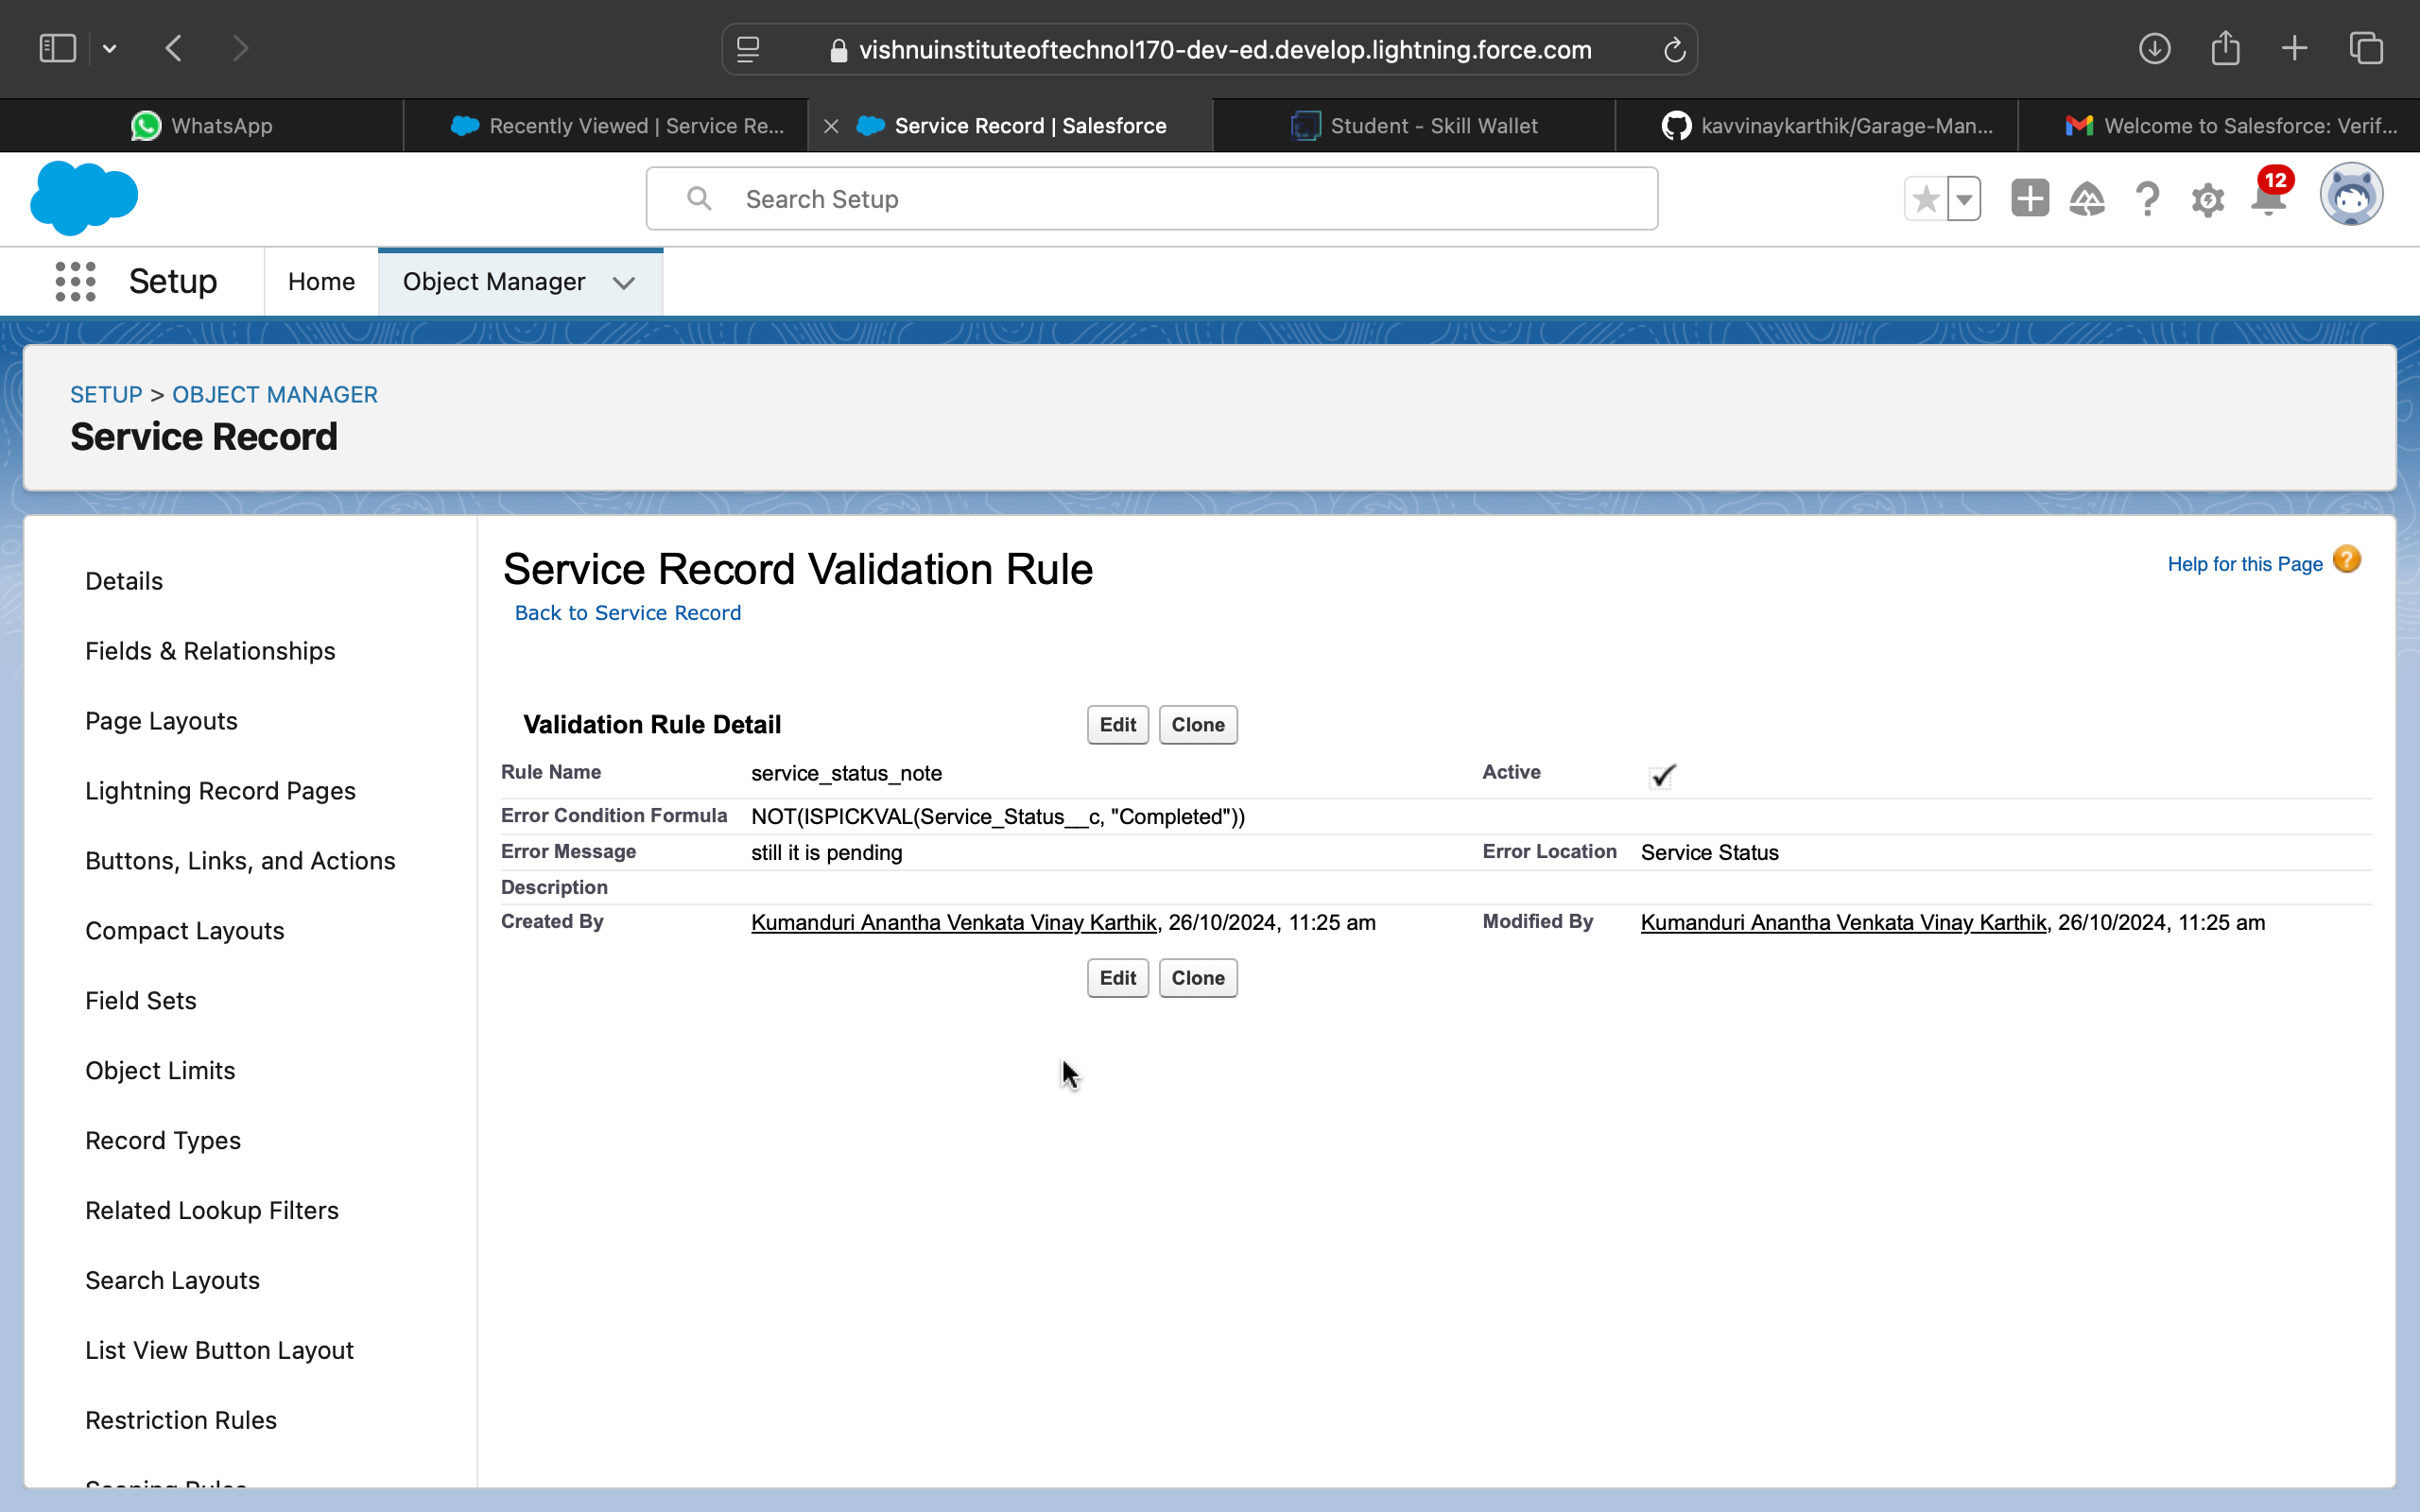 vishnuinstituteoftechnol170-dev-ed.develop.lightning.force.com
WhatsApp
Recently Viewed | Service Re...
Service Record | Salesforce
Student - Skill Wallet
kavvinaykarthik/Garage-Man...
Welcome to Salesforce: Verif...
Search Setup
12
Setup
Home
Object Manager
SETUP > OBJECT MANAGER
Service Record
Details
Fields & Relationships
Page Layouts
Lightning Record Pages
Buttons, Links, and Actions
Compact Layouts
Field Sets
Object Limits
Record Types
Related Lookup Filters
Search Layouts
List View Button Layout
Restriction Rules
Scoping Rules
Service Record Validation Rule
Help for this Page ?
Back to Service Record
Validation Rule Detail
Edit Clone
Rule Name service_status_note Active
Error Condition Formula NOT(ISPICKVAL(Service_Status__c, "Completed"))
Error Message still it is pending Error Location Service Status
Description
Created By Kumanduri Anantha Venkata Vinay Karthik, 26/10/2024, 11:25 am Modified By Kumanduri Anantha Venkata Vinay Karthik, 26/10/2024, 11:25 am
Edit Clone